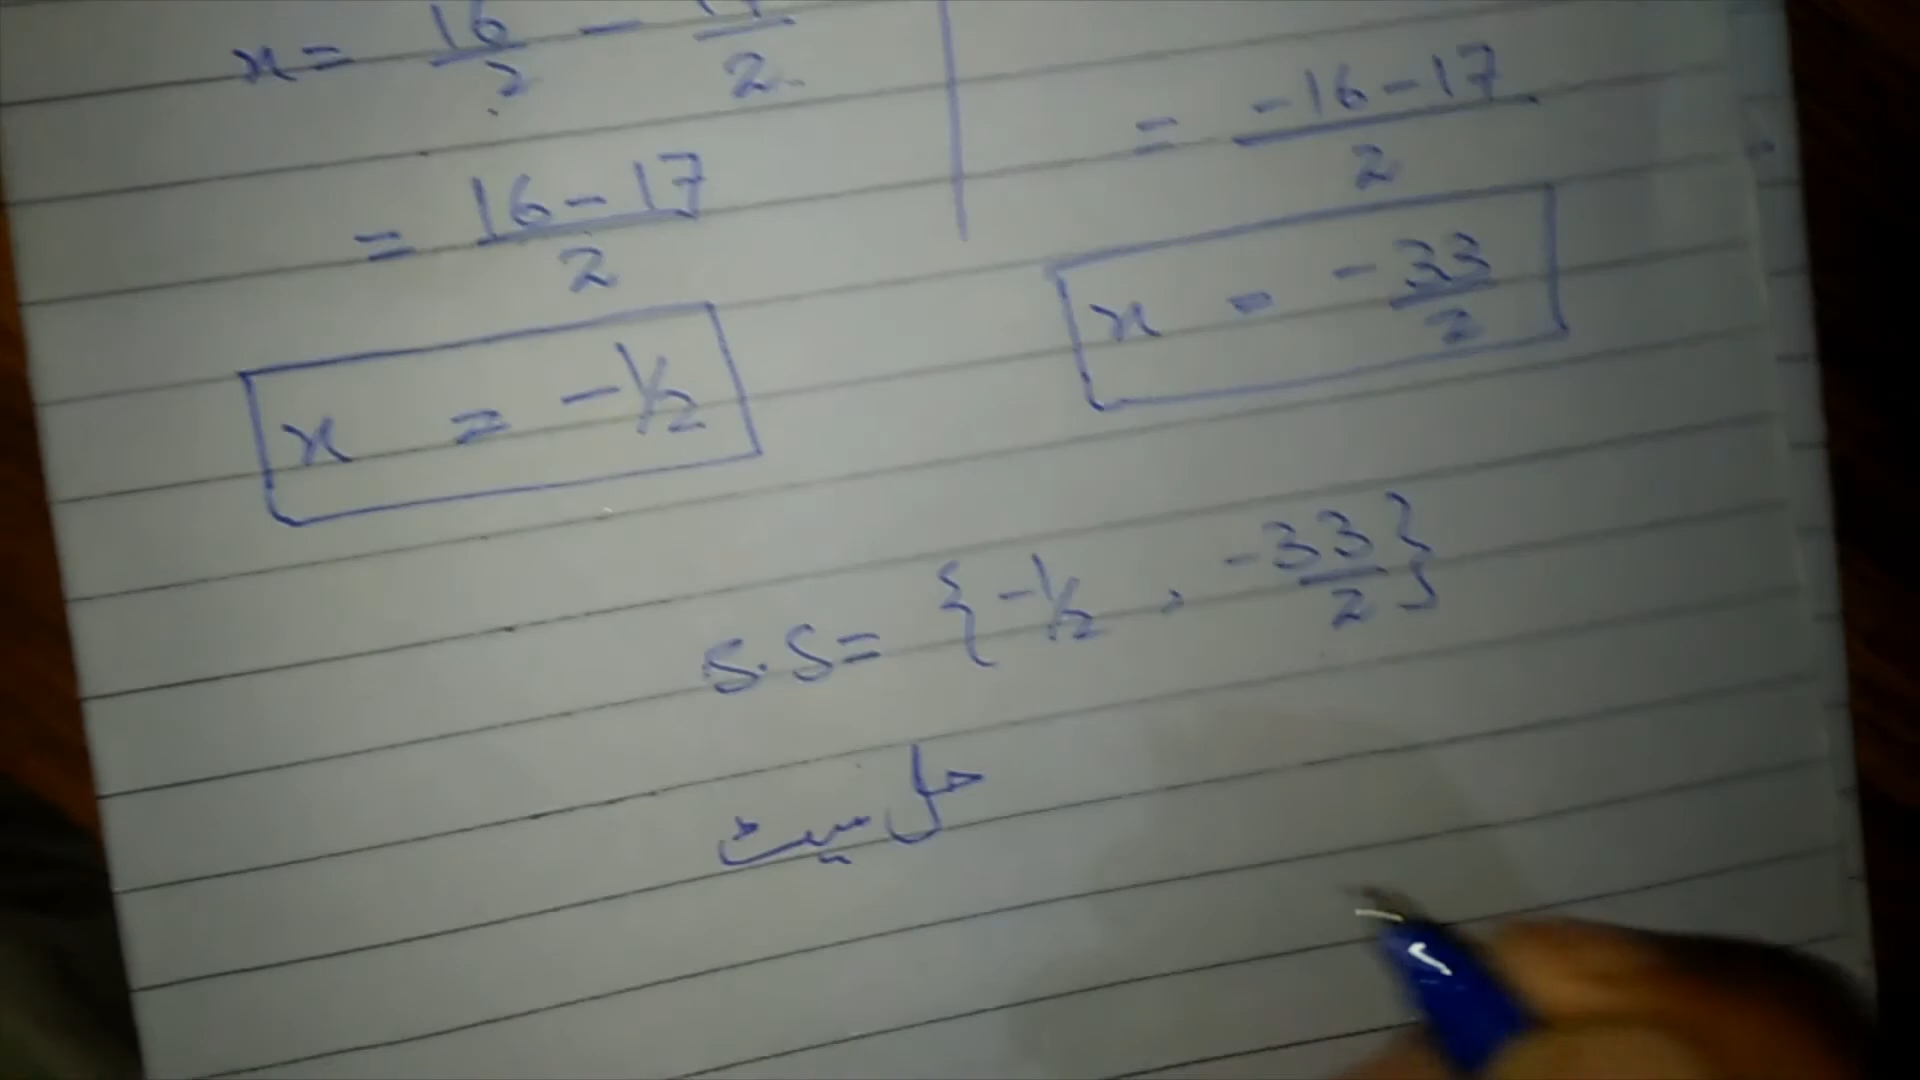 x = 16/2 - 17/2
= 16-17/2
x = -1/2
= -16-17/2
x = -33/2
S.S = {-1/2, -33/2}
حل سیٹ